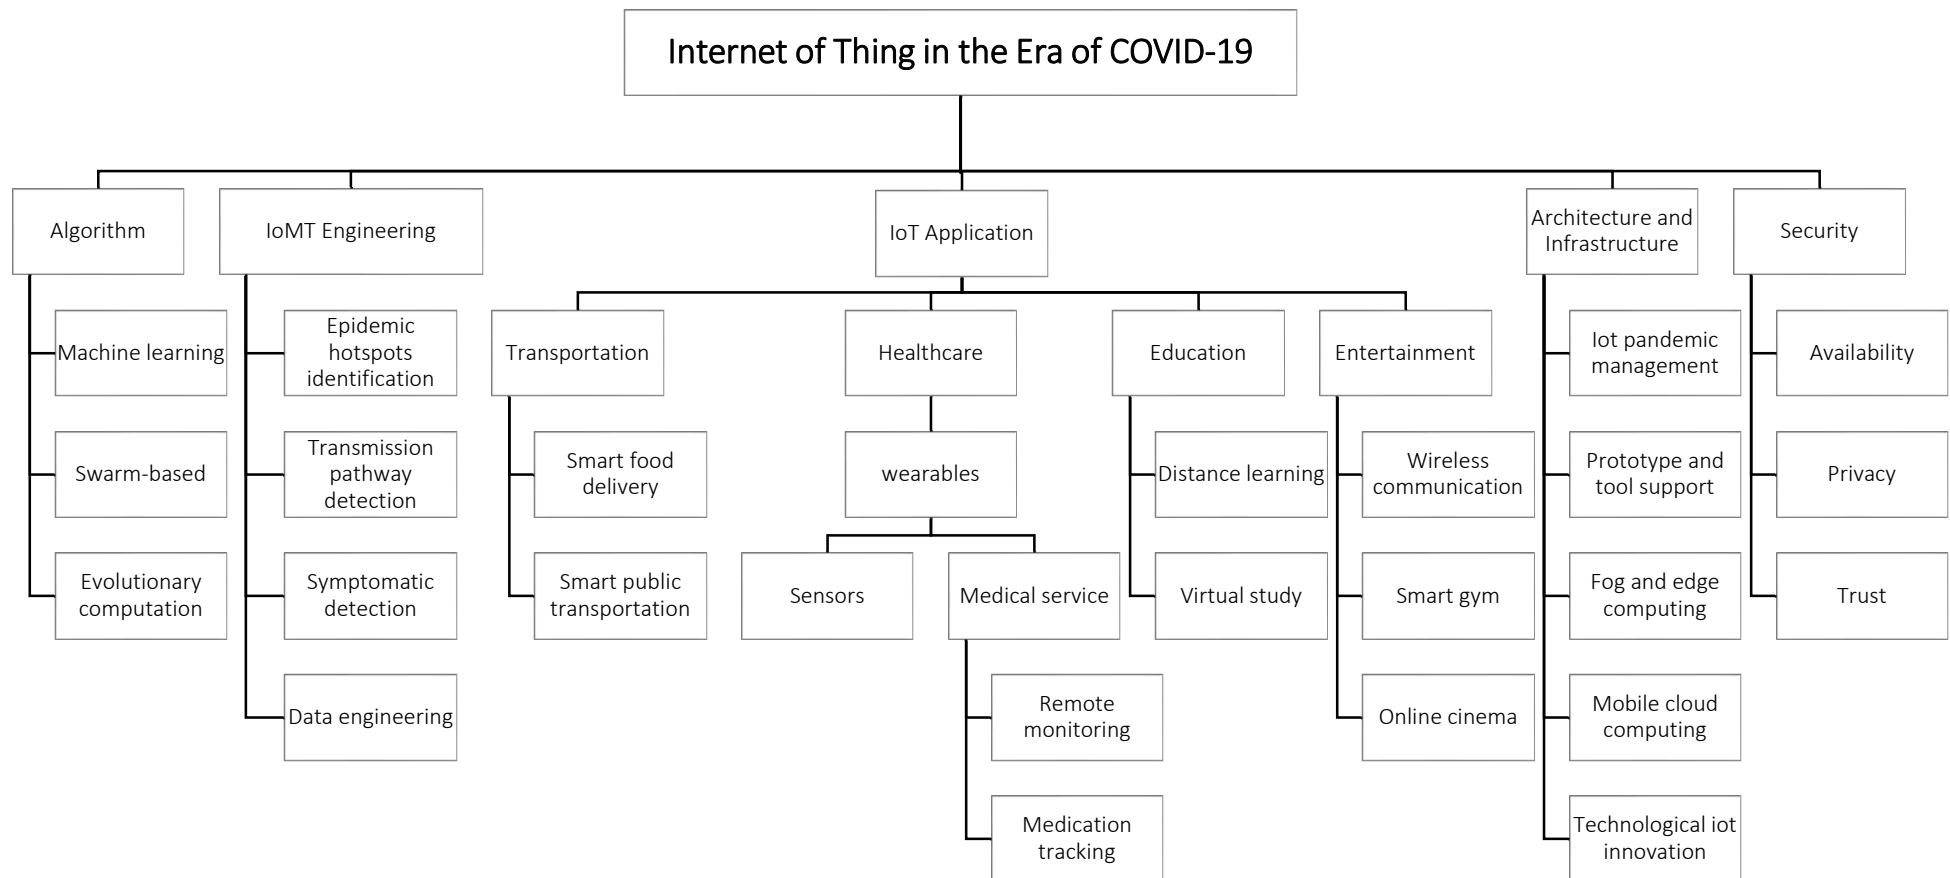 Internet of Thing in the Era of COVID-19
Algorithm
IoMT Engineering
IoT Application
Architecture and
Infrastructure
Security
Machine learning
Swarm-based
Evolutionary
computation
Epidemic
hotspots
identification
Transmission
pathway
detection
Symptomatic
detection
Data engineering
Transportation
Smart food
delivery
Smart public
transportation
Healthcare
wearables
Sensors
Medical service
Remote
monitoring
Medication
tracking
Education
Distance learning
Virtual study
Entertainment
Wireless
communication
Smart gym
Online cinema
Iot pandemic
management
Prototype and
tool support
Fog and edge
computing
Mobile cloud
computing
Technological iot
innovation
Availability
Privacy
Trust